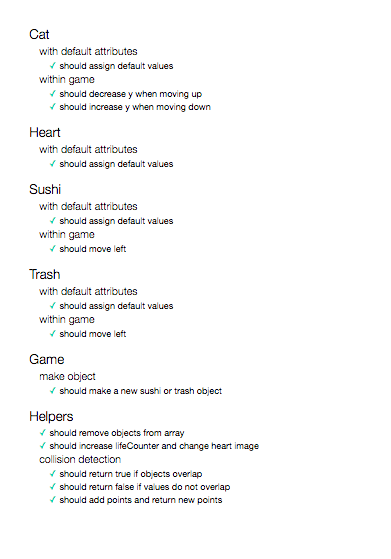 Cat
with default attributes
✓ should assign default values
within game
✓ should decrease y when moving up
✓ should increase y when moving down
Heart
with default attributes
✓ should assign default values
Sushi
with default attributes
✓ should assign default values
within game
✓ should move left
Trash
with default attributes
✓ should assign default values
within game
✓ should move left
Game
make object
✓ should make a new sushi or trash object
Helpers
✓ should remove objects from array
✓ should increase lifeCounter and change heart image
collision detection
✓ should return true if objects overlap
✓ should return false if values do not overlap
✓ should add points and return new points